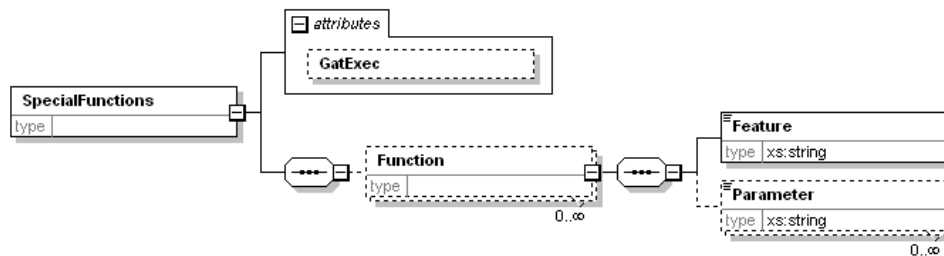 attributes
GatExec
SpecialFunctions
type
Function
type
0..∞
Feature
type xs:string
Parameter
type xs:string
0..∞